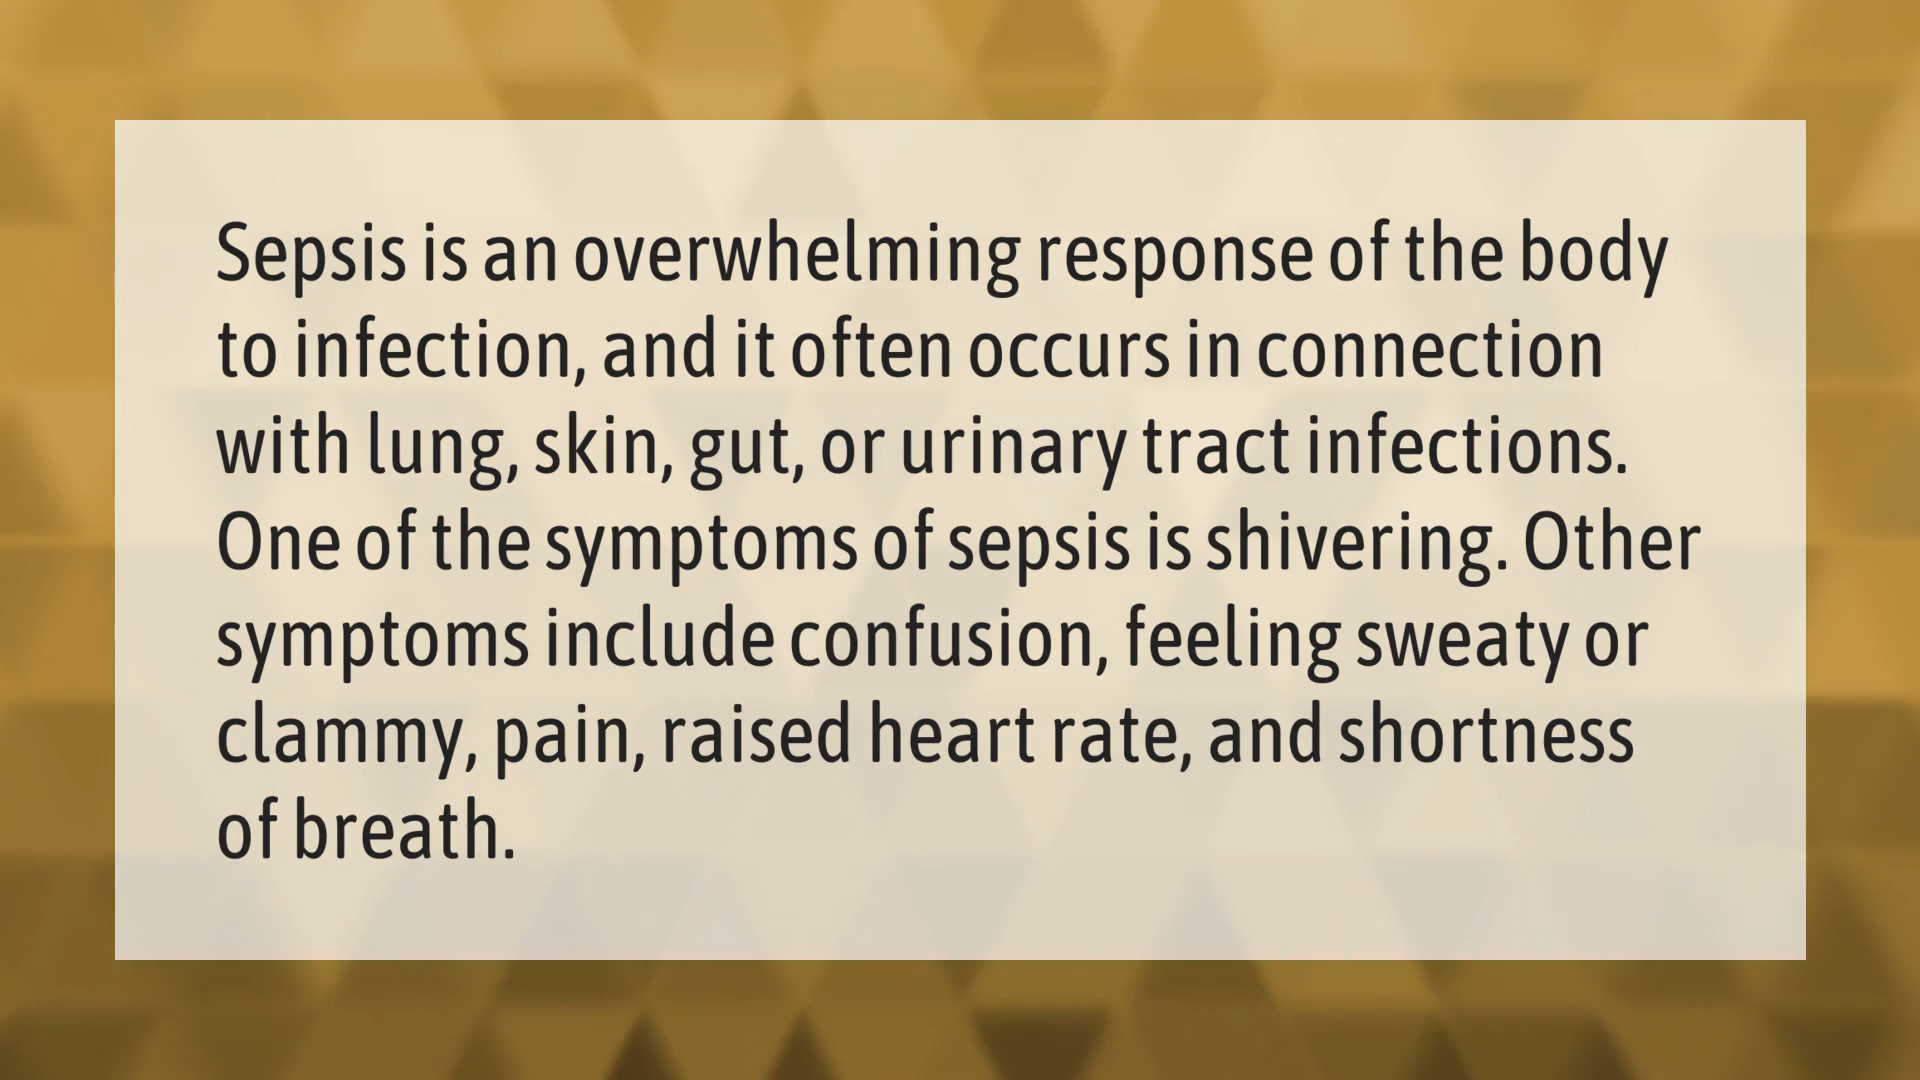 Sepsis is an overwhelming response of the body
to infection, and it often occurs in connection
with lung, skin, gut, or urinary tract infections.
One of the symptoms of sepsis is shivering. Other
symptoms include confusion, feeling sweaty or
clammy, pain, raised heart rate, and shortness
of breath.